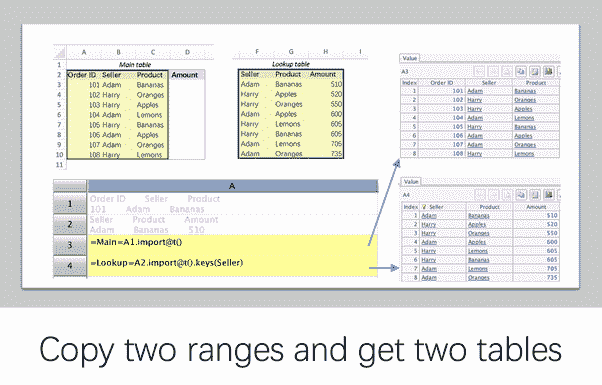 A B C D
1 Main table
2 Order ID Seller Product Amount
3 101 Adam Bananas
4 102 Harry Oranges
5 103 Harry Apples
6 104 Adam Lemons
7 105 Harry Bananas
8 106 Adam Apples
9 107 Adam Oranges
10 108 Harry Lemons
11
F G H I
Lookup table
Seller Product Amount
Adam Bananas 510
Harry Apples 520
Harry Oranges 550
Adam Apples 600
Harry Lemons 605
Harry Bananas 605
Adam Lemons 705
Adam Oranges 735
Value
A3
Index Order ID Seller Product
1 101 Adam Bananas
2 102 Harry Oranges
3 103 Harry Apples
4 104 Adam Lemons
5 105 Harry Bananas
6 106 Adam Apples
7 107 Adam Oranges
8 108 Harry Lemons
A
1 Order ID Seller Product
101 Adam Bananas
2 Seller Product Amount
Adam Bananas 510
3 =Main=A1.import@t()
4 =Lookup=A2.import@t().keys(Seller)
Value
A4
Index Seller Product Amount
1 Adam Bananas 510
2 Harry Apples 520
3 Harry Oranges 550
4 Adam Apples 600
5 Harry Lemons 605
6 Harry Bananas 605
7 Adam Lemons 705
8 Adam Oranges 735
Copy two ranges and get two tables